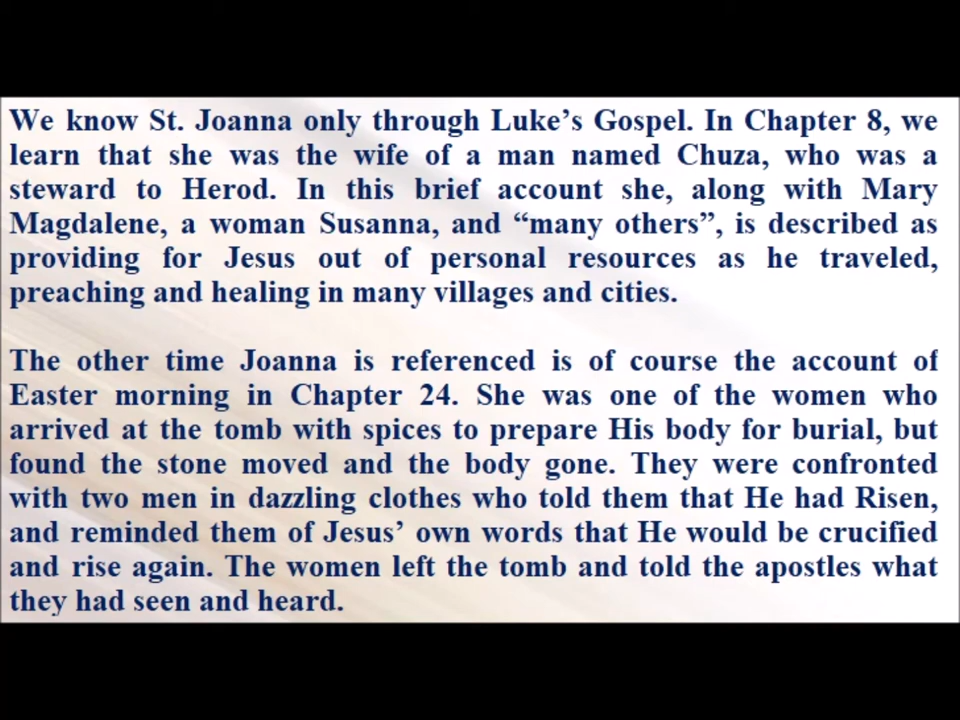 We know St. Joanna only through Luke’s Gospel. In Chapter 8, we
learn that she was the wife of a man named Chuza, who was a
steward to Herod. In this brief account she, along with Mary
Magdalene, a woman Susanna, and “many others”, is described as
providing for Jesus out of personal resources as he traveled,
preaching and healing in many villages and cities.
The other time Joanna is referenced is of course the account of
Easter morning in Chapter 24. She was one of the women who
arrived at the tomb with spices to prepare His body for burial, but
found the stone moved and the body gone. They were confronted
with two men in dazzling clothes who told them that He had Risen,
and reminded them of Jesus’ own words that He would be crucified
and rise again. The women left the tomb and told the apostles what
they had seen and heard.